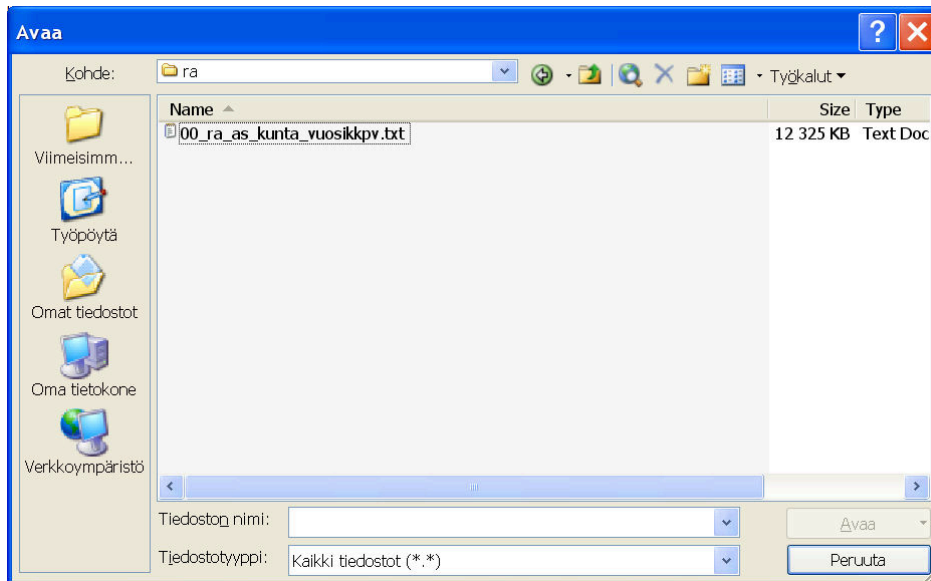 Avaa
Kohde:
ra
Työkalut
Name
Size
Type
00_ra_as_kunta_vuosikkpv.txt
12 325 KB
Text Doc
Viimeisimm...
Työpöytä
Omat tiedostot
Oma tietokone
Verkkoympäristö
Tiedoston nimi:
Avaa
Tiedostotyyppi:
Kaikki tiedostot (*.*)
Peruuta